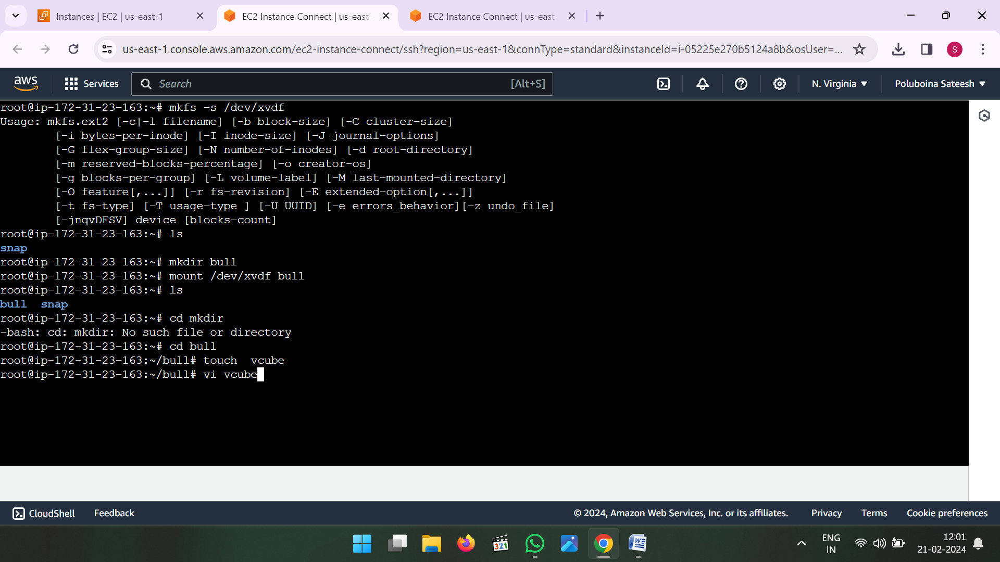 Instances | EC2 | us-east-1
EC2 Instance Connect | us-east-
EC2 Instance Connect | us-east-
us-east-1.console.aws.amazon.com/ec2-instance-connect/ssh?region=us-east-1&connType=standard&instanceId=i-05225e270b5124a8b&osUser=...
S
aws
Services
Search
[Alt+S]
N. Virginia
Poluboina Sateesh
root@ip-172-31-23-163:~# mkfs -s /dev/xvdf
Usage: mkfs.ext2 [-c|-l filename] [-b block-size] [-C cluster-size]
[-i bytes-per-inode] [-I inode-size] [-J journal-options]
[-G flex-group-size] [-N number-of-inodes] [-d root-directory]
[-m reserved-blocks-percentage] [-o creator-os]
[-g blocks-per-group] [-L volume-label] [-M last-mounted-directory]
[-O feature[,...]] [-r fs-revision] [-E extended-option[,...]]
[-t fs-type] [-T usage-type ] [-U UUID] [-e errors_behavior][-z undo_file]
[-jnqvDFSV] device [blocks-count]
root@ip-172-31-23-163:~# ls
snap
root@ip-172-31-23-163:~# mkdir bull
root@ip-172-31-23-163:~# mount /dev/xvdf bull
root@ip-172-31-23-163:~# ls
bull  snap
root@ip-172-31-23-163:~# cd mkdir
-bash: cd: mkdir: No such file or directory
root@ip-172-31-23-163:~# cd bull
root@ip-172-31-23-163:~/bull# touch  vcube
root@ip-172-31-23-163:~/bull# vi vcube
CloudShell
Feedback
© 2024, Amazon Web Services, Inc. or its affiliates.
Privacy
Terms
Cookie preferences
321
W
ENG
IN
12:01
21-02-2024